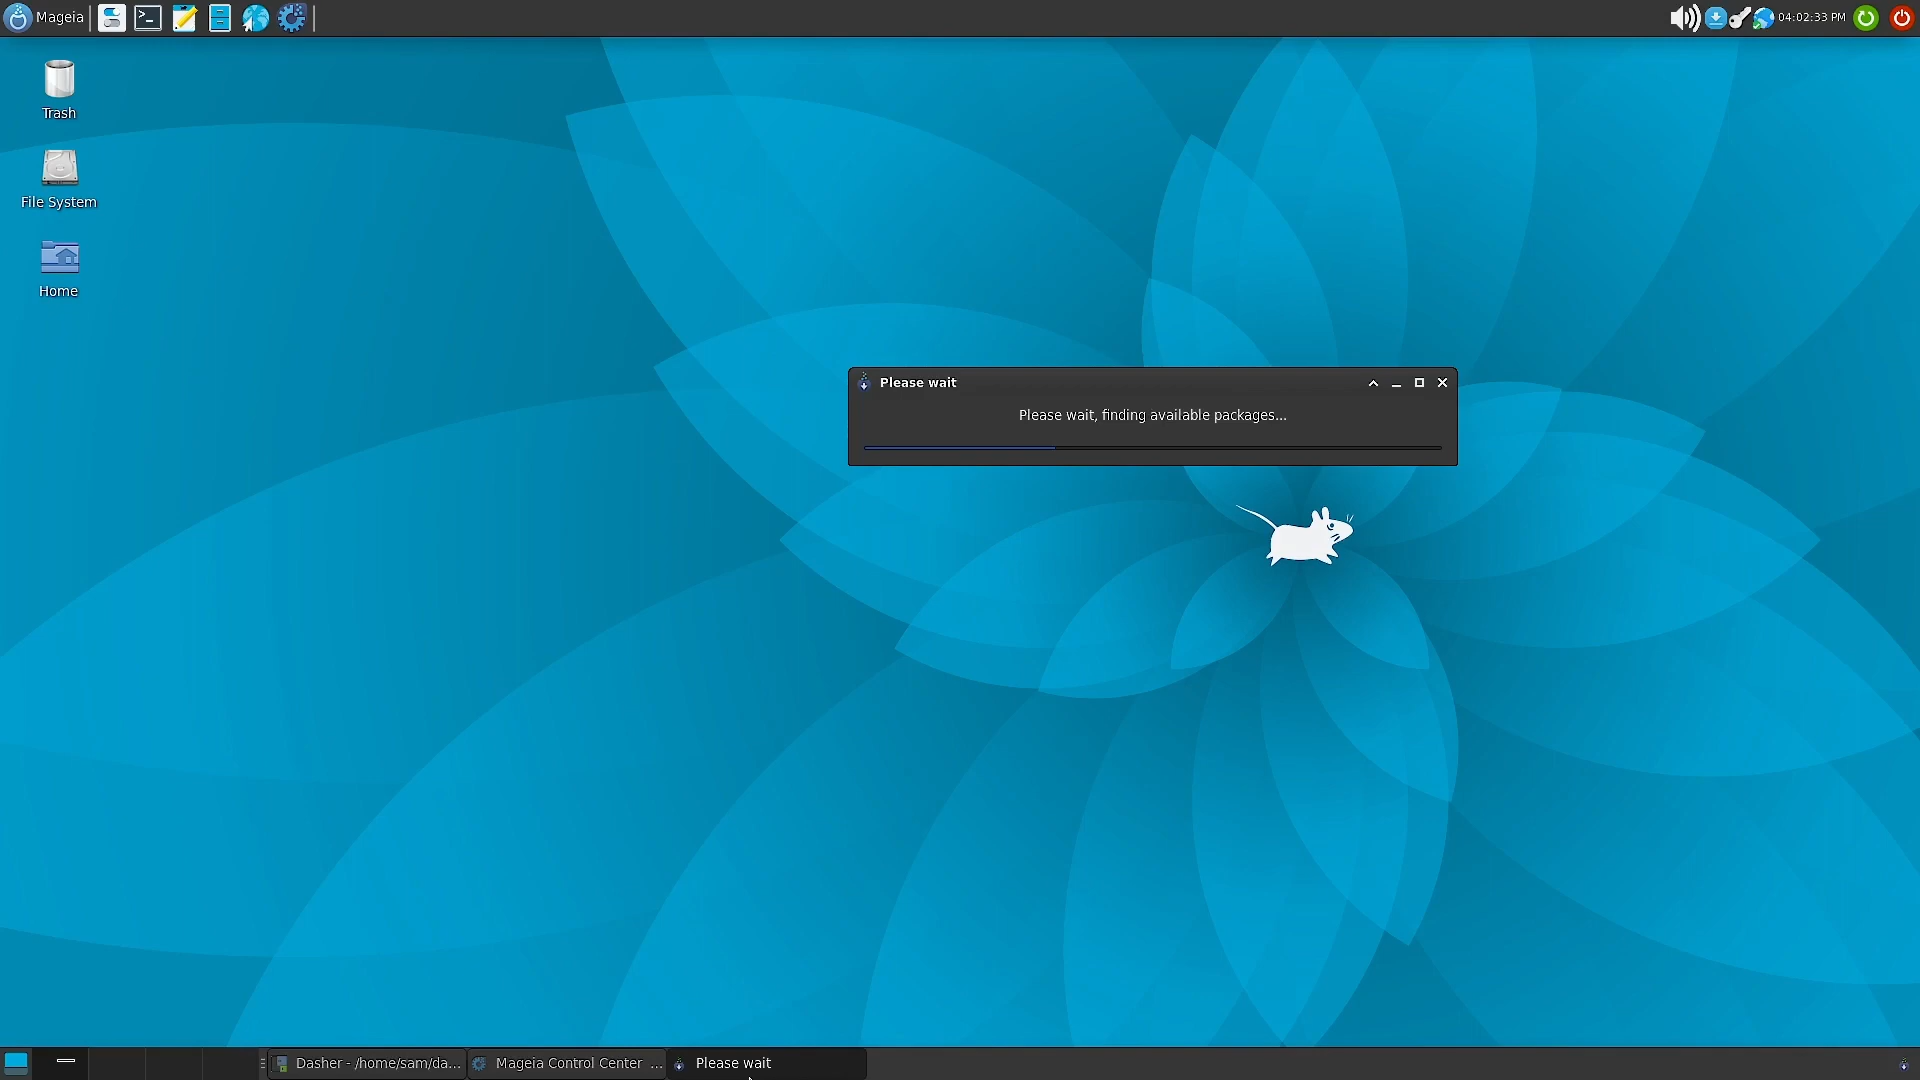 Mageia
04:02:33 PM
Trash
File System
Home
Please wait
Please wait, finding available packages...
Dasher - /home/sam/da...
Mageia Control Center ...
Please wait